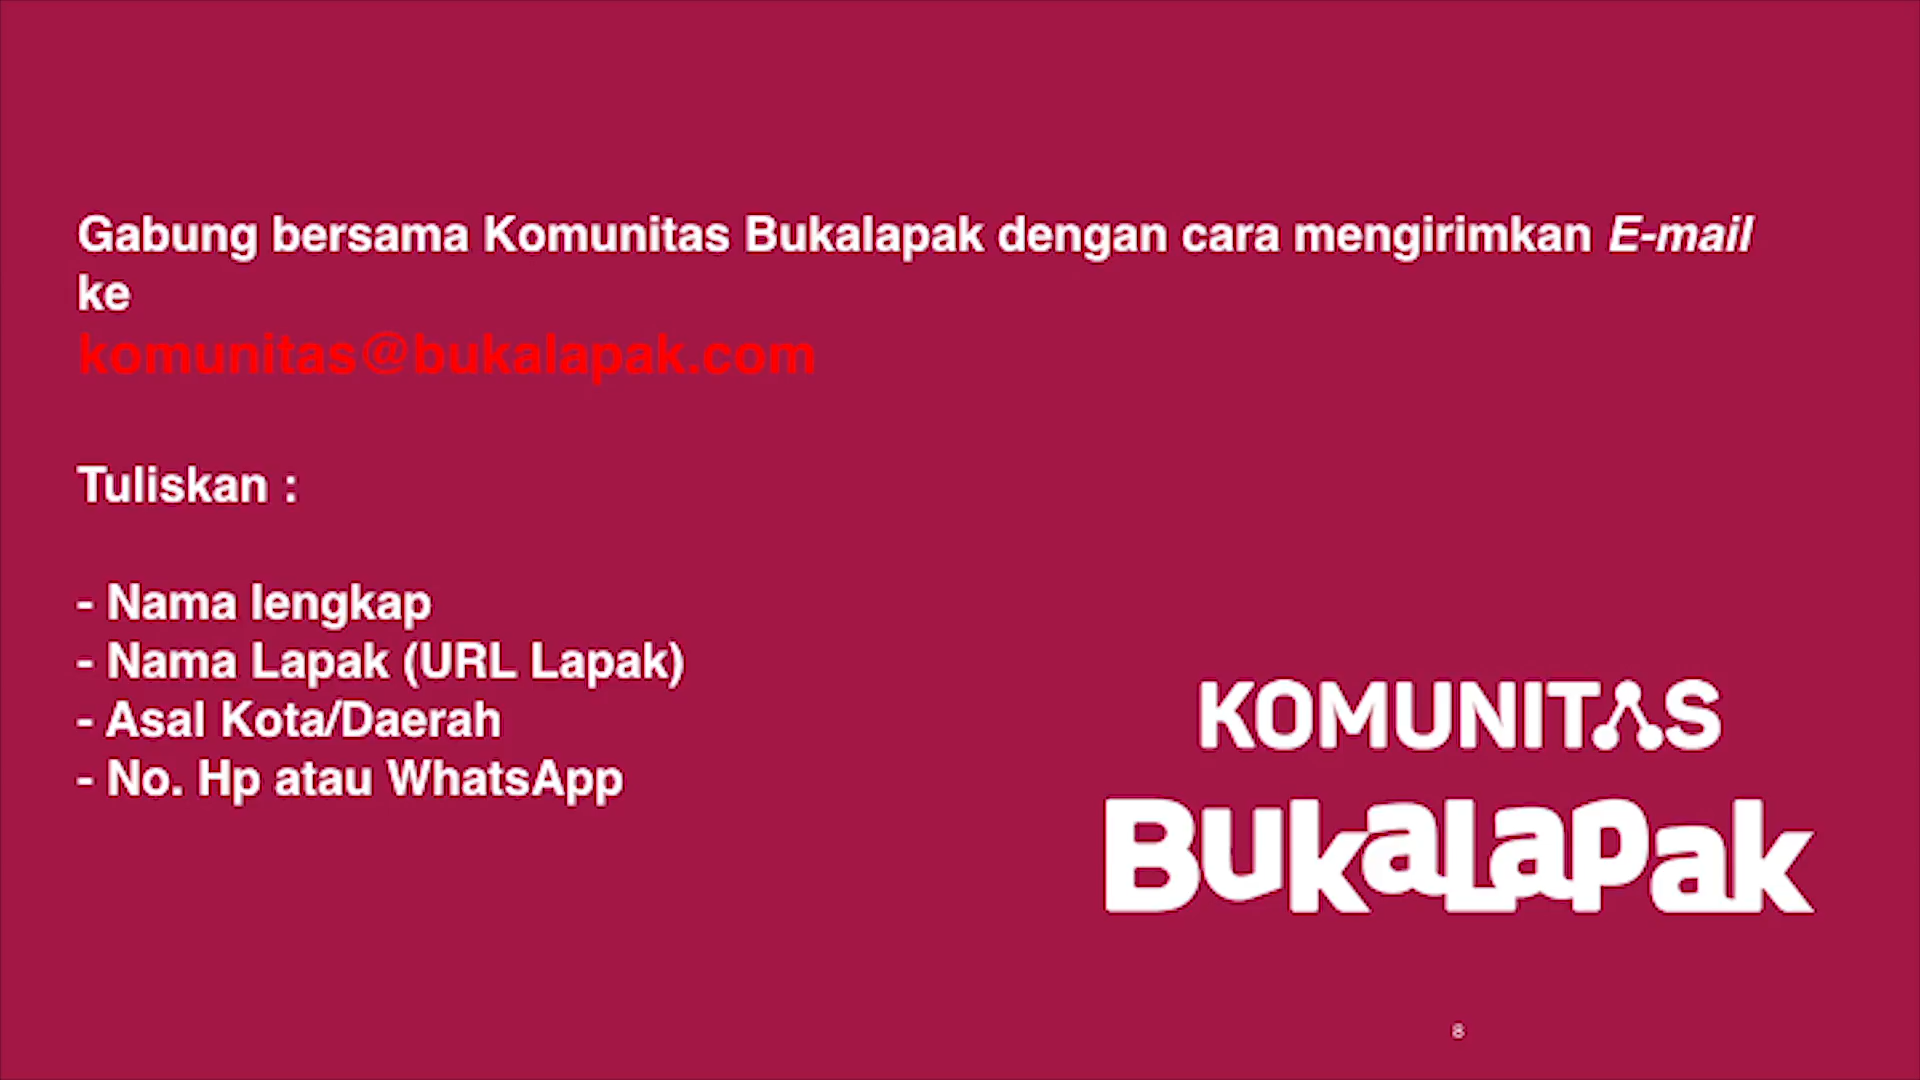 Gabung bersama Komunitas Bukalapak dengan cara mengirimkan E-mail
ke
komunitas@bukalapak.com
Tuliskan :
- Nama lengkap
- Nama Lapak (URL Lapak)
- Asal Kota/Daerah
- No. Hp atau WhatsApp
KOMUNITAS
BukaLapak
8